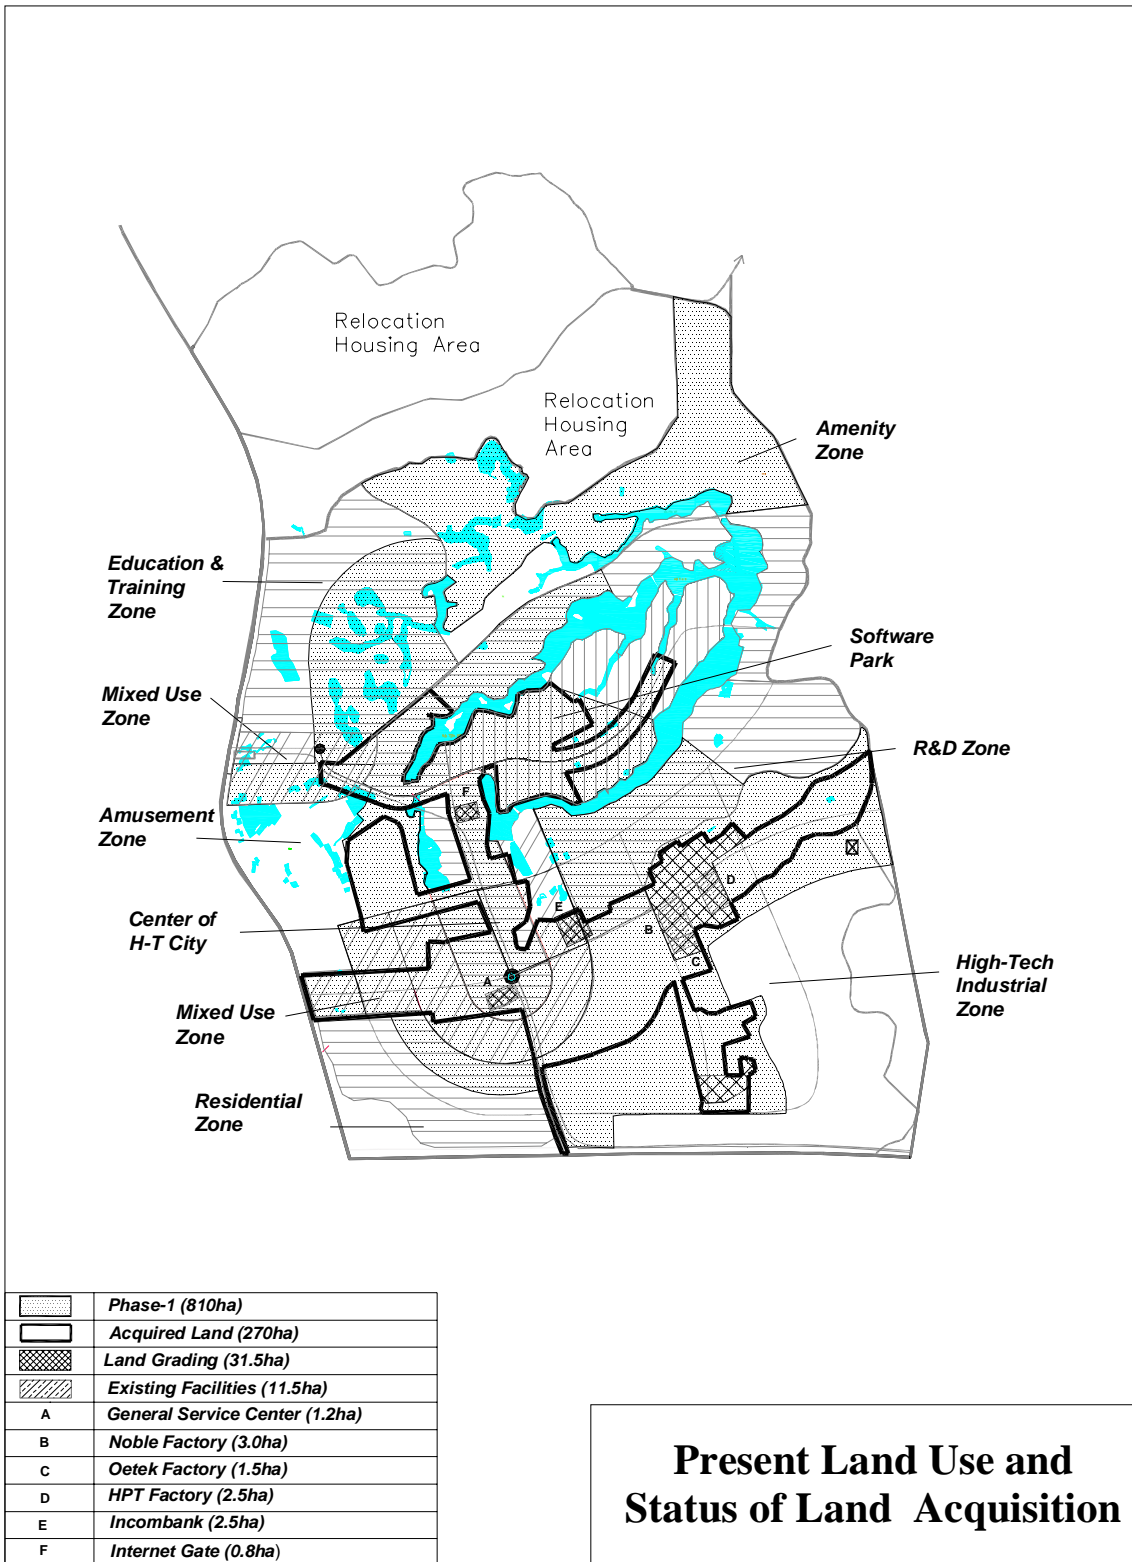 Relocation
Housing Area
Relocation
Housing
Area
Amenity
Zone
Education &
Training
Zone
Software
Park
Mixed Use
Zone
R&D Zone
Amusement
Zone
F
D
E
B
C
Center of
H-T City
High-Tech
Industrial
Zone
A
Mixed Use
Zone
Residential
Zone
Phase-1 (810ha)
Acquired Land (270ha)
Land Grading (31.5ha)
Existing Facilities (11.5ha)
A General Service Center (1.2ha)
B Noble Factory (3.0ha)
C Oetek Factory (1.5ha)
D HPT Factory (2.5ha)
E Incombank (2.5ha)
F Internet Gate (0.8ha)
Present Land Use and
Status of Land Acquisition